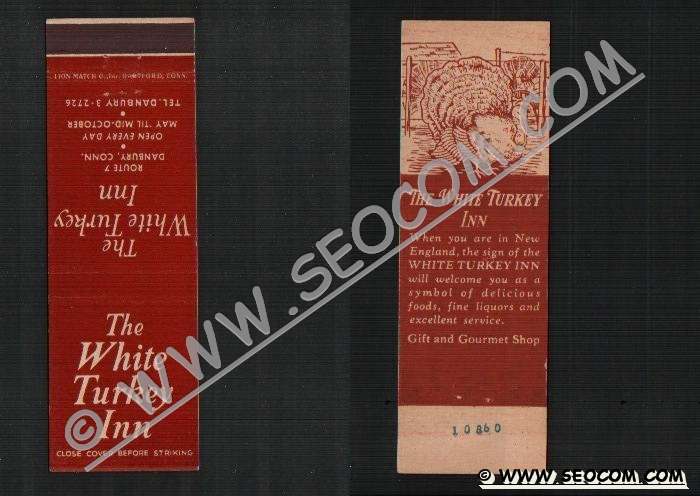 LION MATCH C., Inc. HARTFORD, CONN.
The
White Turkey
Inn
ROUTE 7
DANBURY, CONN.
OPEN EVERY DAY
MAY 'TIL MID-OCTOBER
TEL. DANBURY 3-2726
The
White
Turkey
Inn
CLOSE COVER BEFORE STRIKING
THE WHITE TURKEY
INN
When you are in New
England, the sign of the
WHITE TURKEY INN
will welcome you as a
symbol of delicious
foods, fine liquors and
excellent service.
Gift and Gourmet Shop
10860
© WWW.SEOCOM.COM
© WWW.SEOCOM.COM